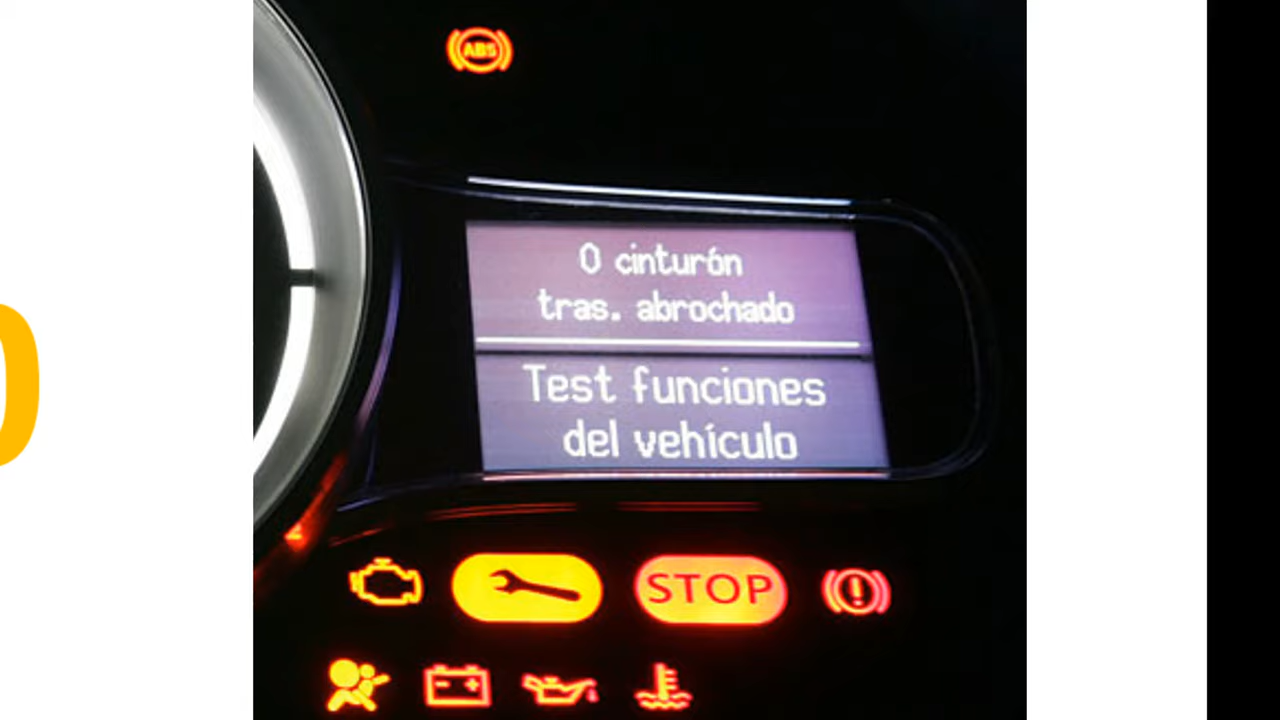 ABS
0 cinturón
tras. abrochado
Test funciones
del vehículo
STOP